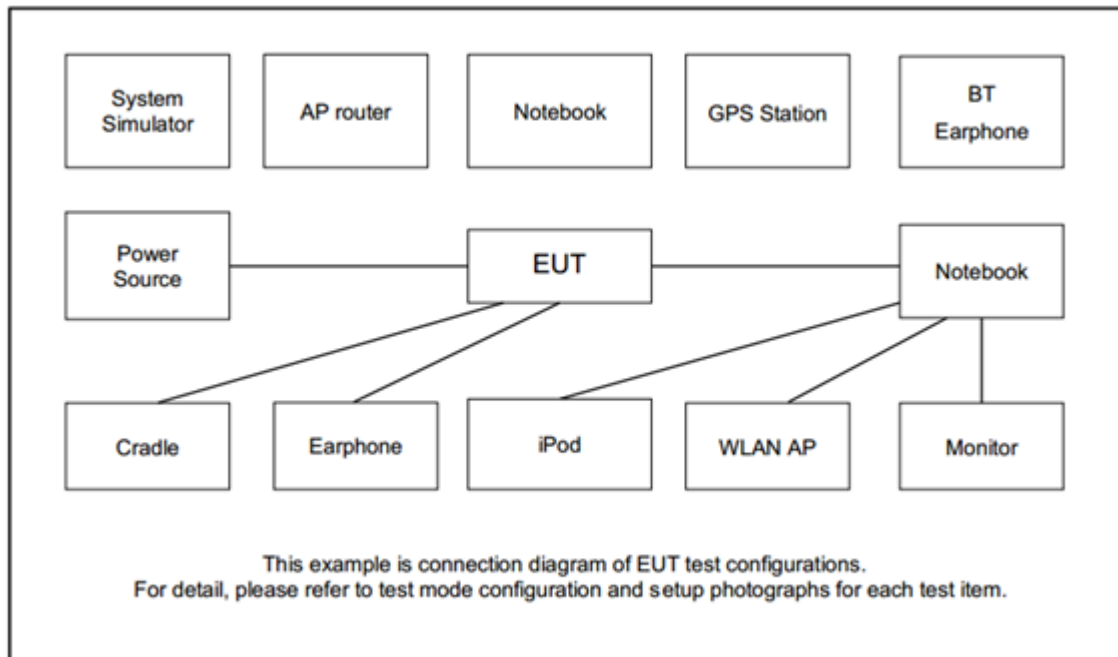 System
Simulator
AP router
Notebook
GPS Station
BT
Earphone
Power
Source
EUT
Notebook
Cradle
Earphone
iPod
WLAN AP
Monitor
This example is connection diagram of EUT test configurations.
For detail, please refer to test mode configuration and setup photographs for each test item.